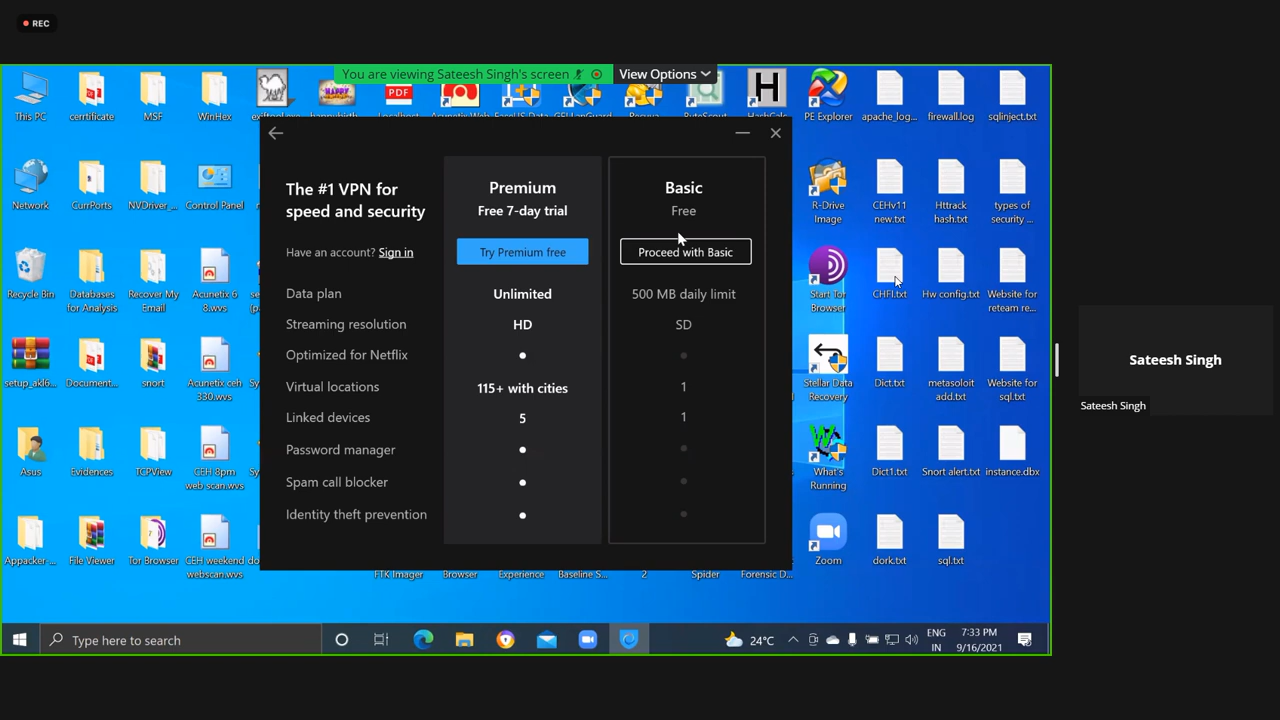 REC
You are viewing Sateesh Singh's screen
View Options
This PC
cerrtificate
MSF
WinHex
PDF
H
PE Explorer
apache_log...
firewall.log
sqlinject.txt
Network
CurrPorts
NVDriver_...
Control Panel
R-Drive
Image
CEHv11
new.txt
Httrack
hash.txt
types of
security ...
Recycle Bin
Databases
for Analysis
Recover My
Email
Acunetix 6
8.wvs
Start Tor
Browser
CHFI.txt
Hw config.txt
Website for
reteam re...
setup_akl6...
Document...
snort
Acunetix ceh
330.wvs
Stellar Data
Recovery
Dict.txt
metasoloit
add.txt
Website for
sql.txt
Asus
Evidences
TCPView
CEH 8pm
web scan.wvs
What's
Running
Dict1.txt
Snort alert.txt
instance.dbx
Appacker-...
File Viewer
Tor Browser
CEH weekend
webscan.wvs
FTK Imager
Browser
Experience
Baseline S...
2
Spider
Forensic D...
Zoom
dork.txt
sql.txt
The #1 VPN for
speed and security
Have an account? Sign in
Premium
Free 7-day trial
Try Premium free
Basic
Free
Proceed with Basic
Data plan Unlimited 500 MB daily limit
Streaming resolution HD SD
Optimized for Netflix
Virtual locations 115+ with cities 1
Linked devices 5 1
Password manager
Spam call blocker
Identity theft prevention
Type here to search
24°C
ENG
IN
7:33 PM
9/16/2021
Sateesh Singh
Sateesh Singh